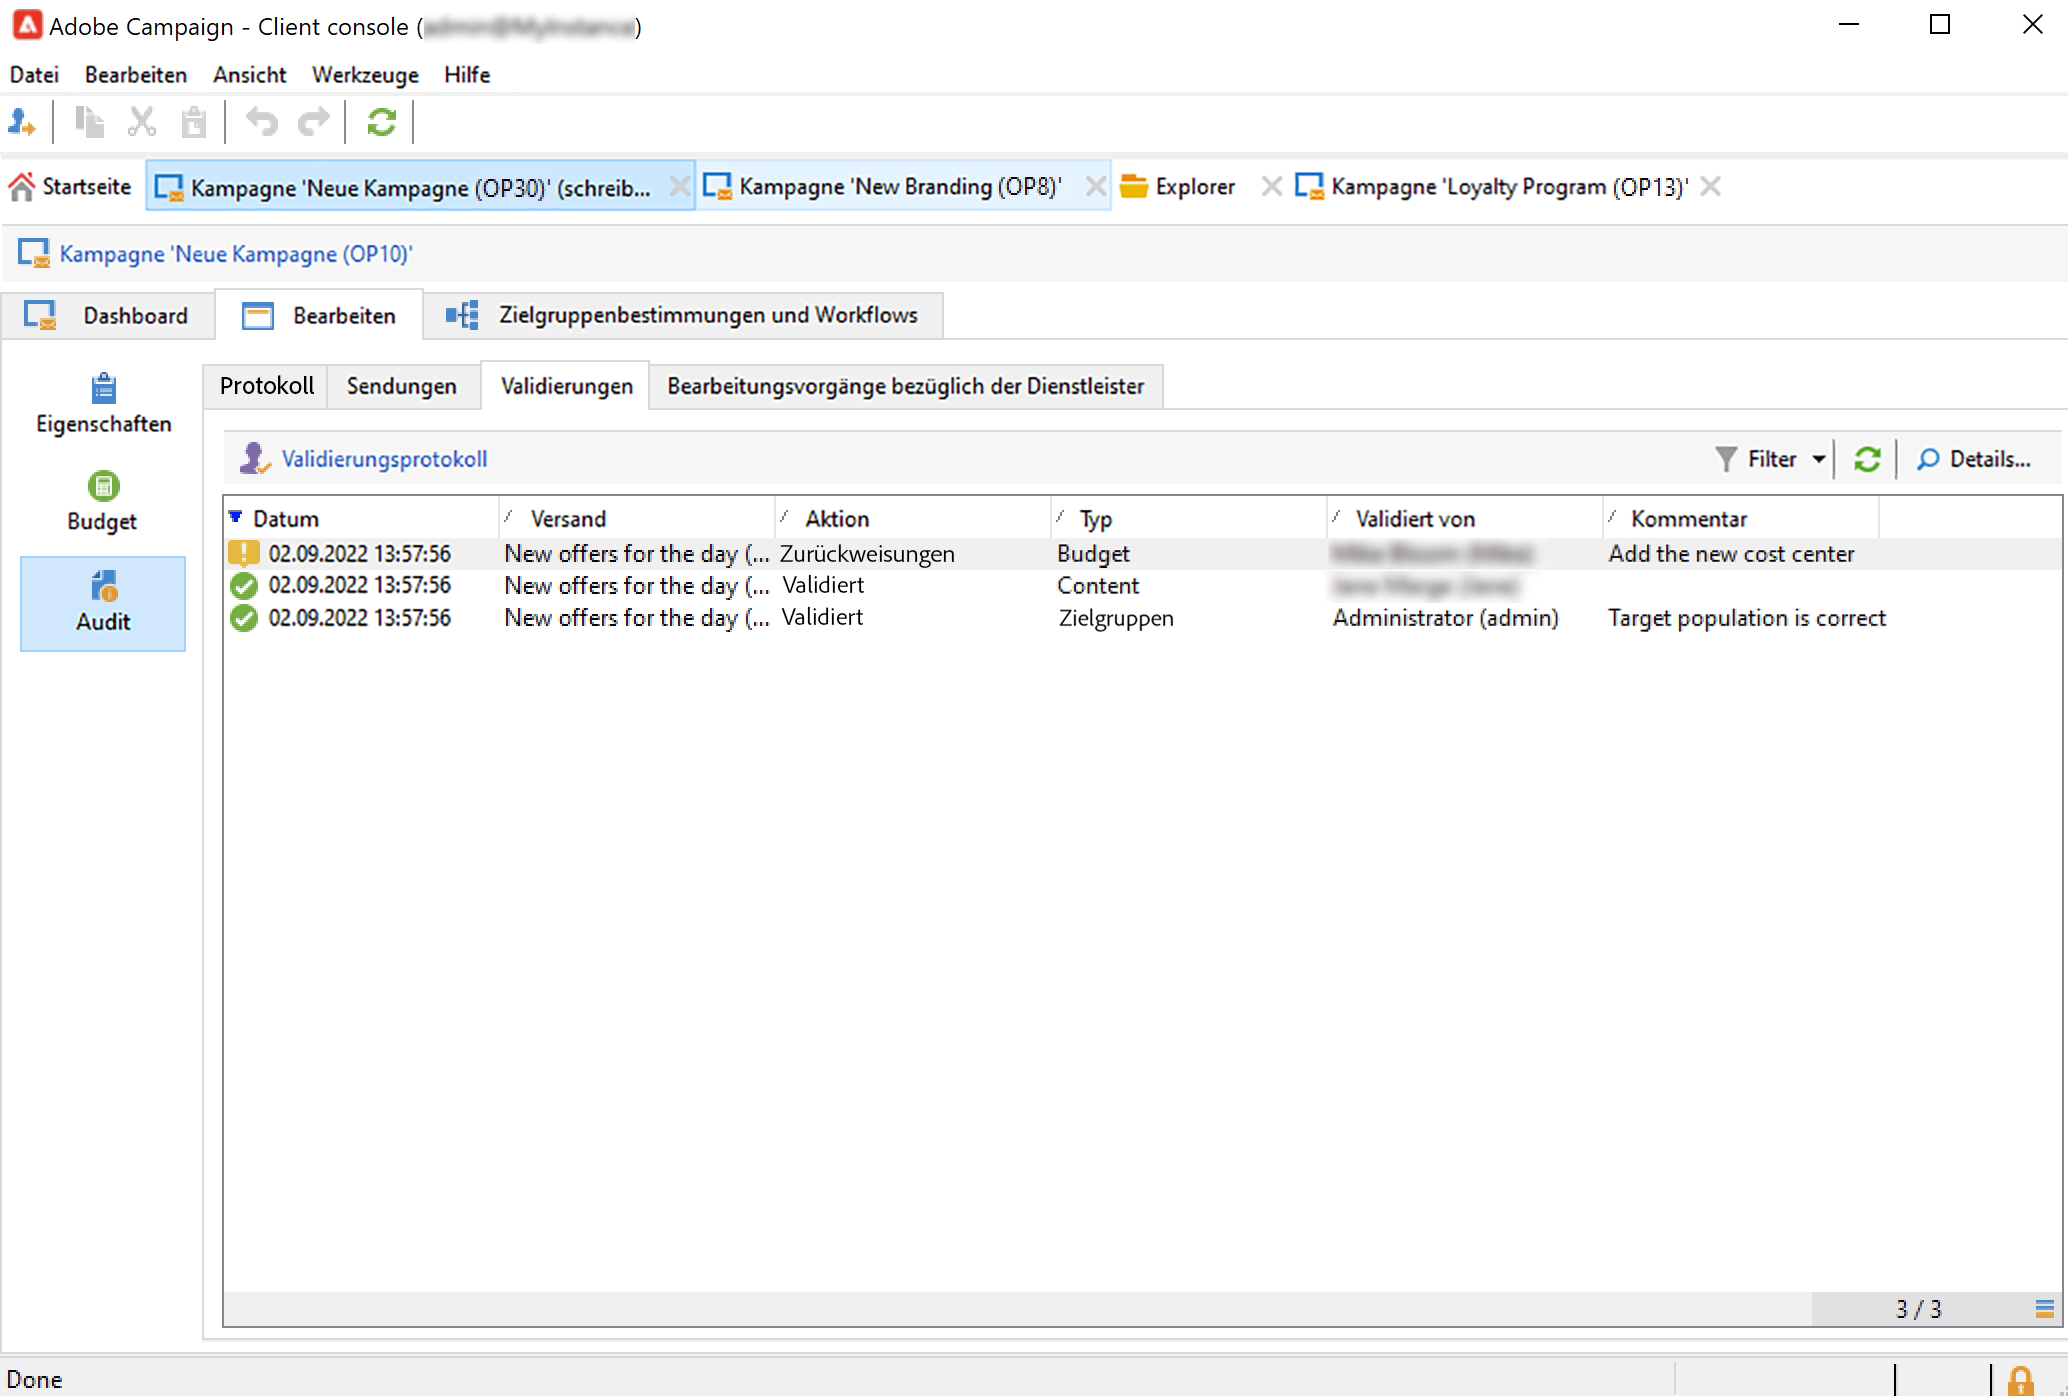 Adobe Campaign - Client console ( )
Datei Bearbeiten Ansicht Werkzeuge Hilfe
Startseite Kampagne 'Neue Kampagne (OP30)' (schreib... Kampagne 'New Branding (OP8)' Explorer Kampagne 'Loyalty Program (OP13)'
Kampagne 'Neue Kampagne (OP10)'
Dashboard Bearbeiten Zielgruppenbestimmungen und Workflows
Eigenschaften
Budget
Audit
Protokoll Sendungen Validierungen Bearbeitungsvorgänge bezüglich der Dienstleister
Validierungsprotokoll Filter Details...
Datum Versand Aktion Typ Validiert von Kommentar
02.09.2022 13:57:56 New offers for the day (... Zurückweisungen Budget Add the new cost center
02.09.2022 13:57:56 New offers for the day (... Validiert Content
02.09.2022 13:57:56 New offers for the day (... Validiert Zielgruppen Administrator (admin) Target population is correct
3 / 3
Done